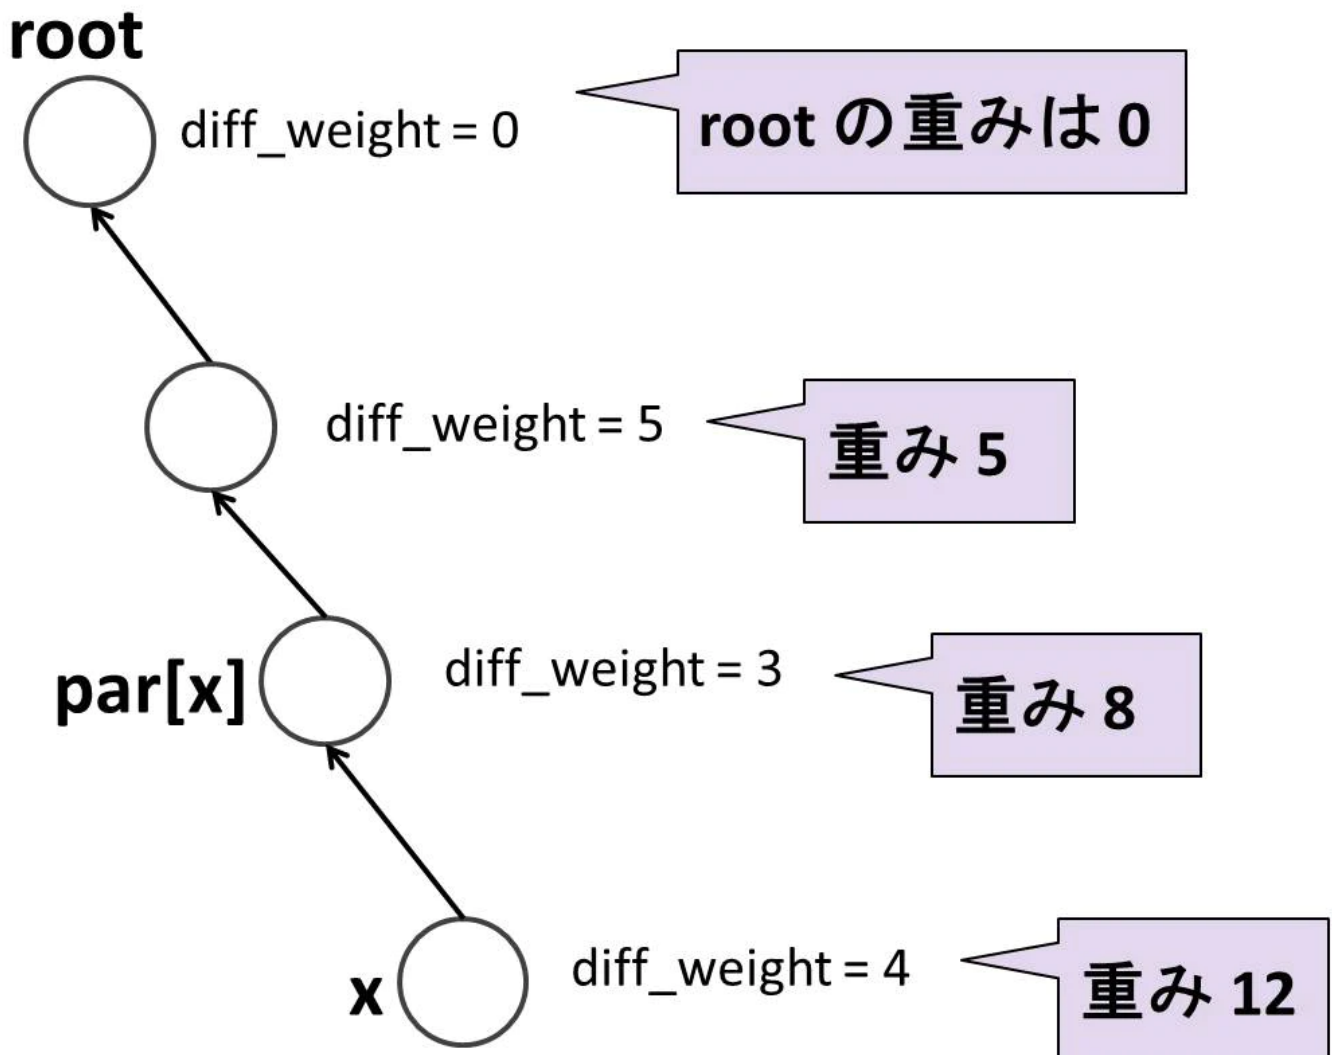 root
diff_weight = 0
root の重みは 0
diff_weight = 5
重み 5
par[x]
diff_weight = 3
重み 8
x
diff_weight = 4
重み 12